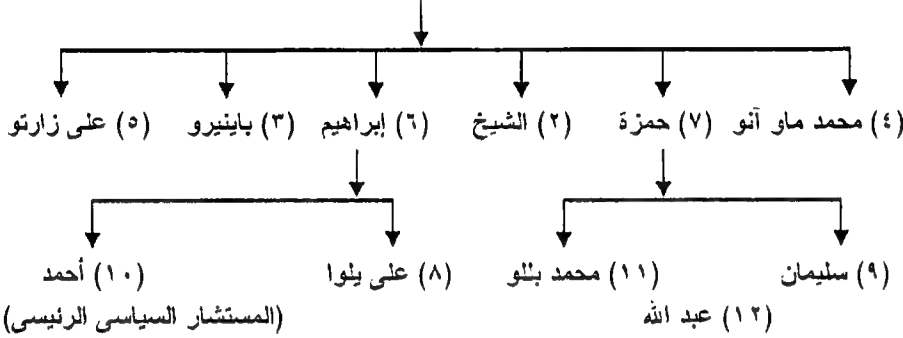 (٤) محمد ماو آنو (٧) حمزة (٢) الشيخ (٦) إبراهيم (٣) باينيرو (٥) على زارتو
(٩) سليمان (١١) محمد بللو (٨) على يلوا (١٠) أحمد
(١٢) عبد الله (المستشار السياسى الرئيسى)